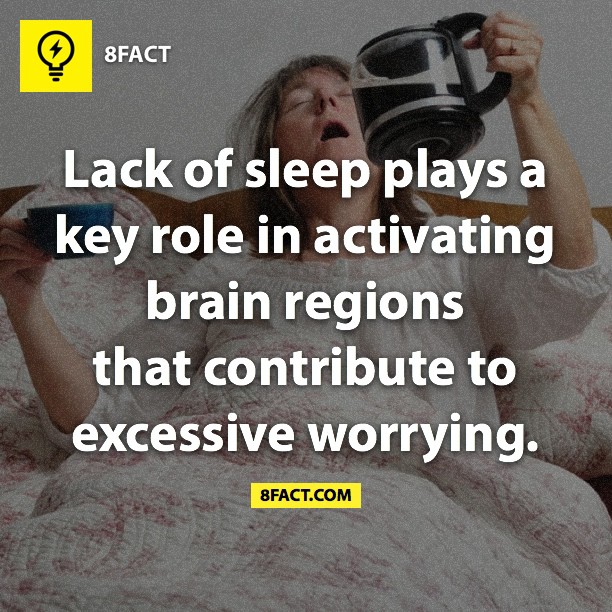 8FACT
Lack of sleep plays a
key role in activating
brain regions
that contribute to
excessive worrying.
8FACT.COM